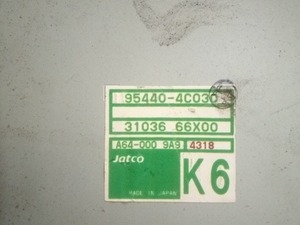 95440-4C030
31036 66X00
A64-000 9A9 4318
Jatco
K6
MADE IN JAPAN